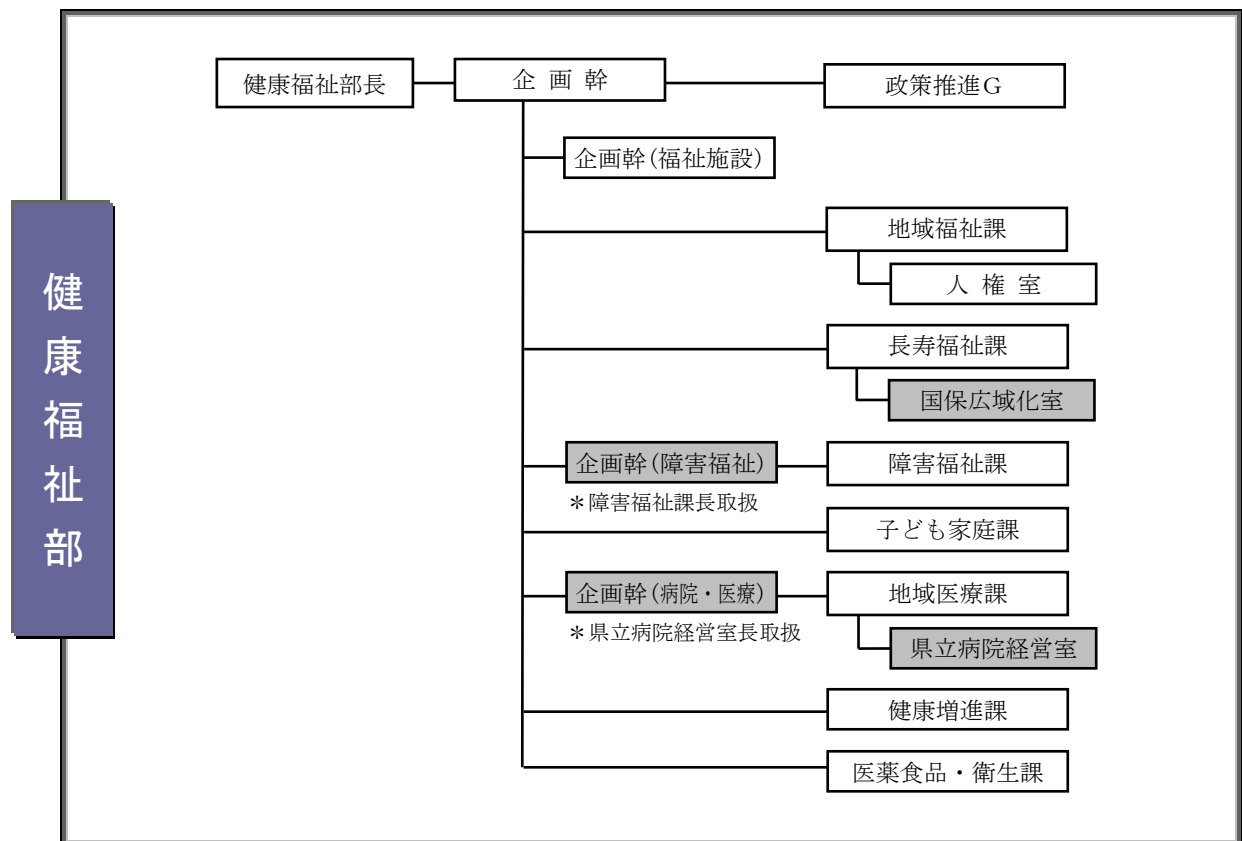 健康福祉部
健康福祉部長
企 画 幹
政策推進G
企画幹(福祉施設)
地域福祉課
人 権 室
長寿福祉課
国保広域化室
企画幹(障害福祉)
障害福祉課
*障害福祉課長取扱
子ども家庭課
企画幹(病院・医療)
地域医療課
*県立病院経営室長取扱
県立病院経営室
健康増進課
医薬食品・衛生課